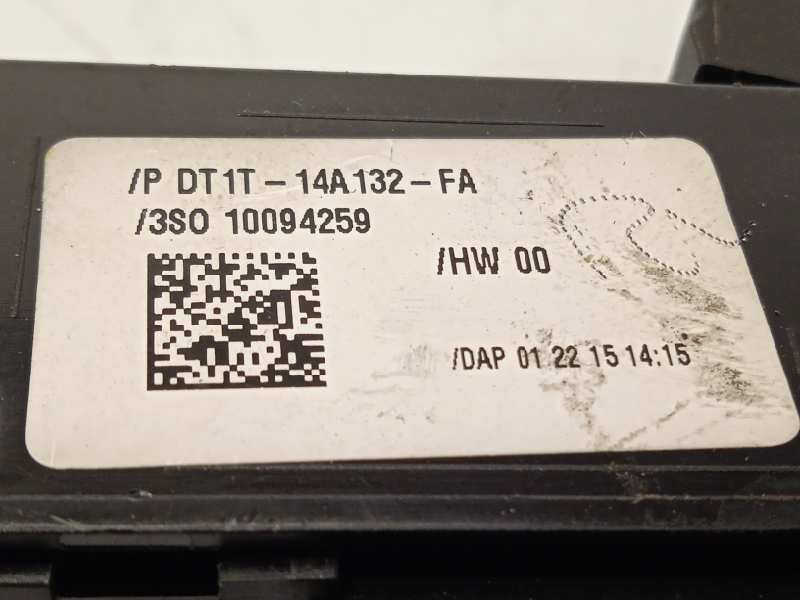 /P DT1T-14A132-FA
/3SO 10094259
/HW 00
/DAP 01 22 15 14:15